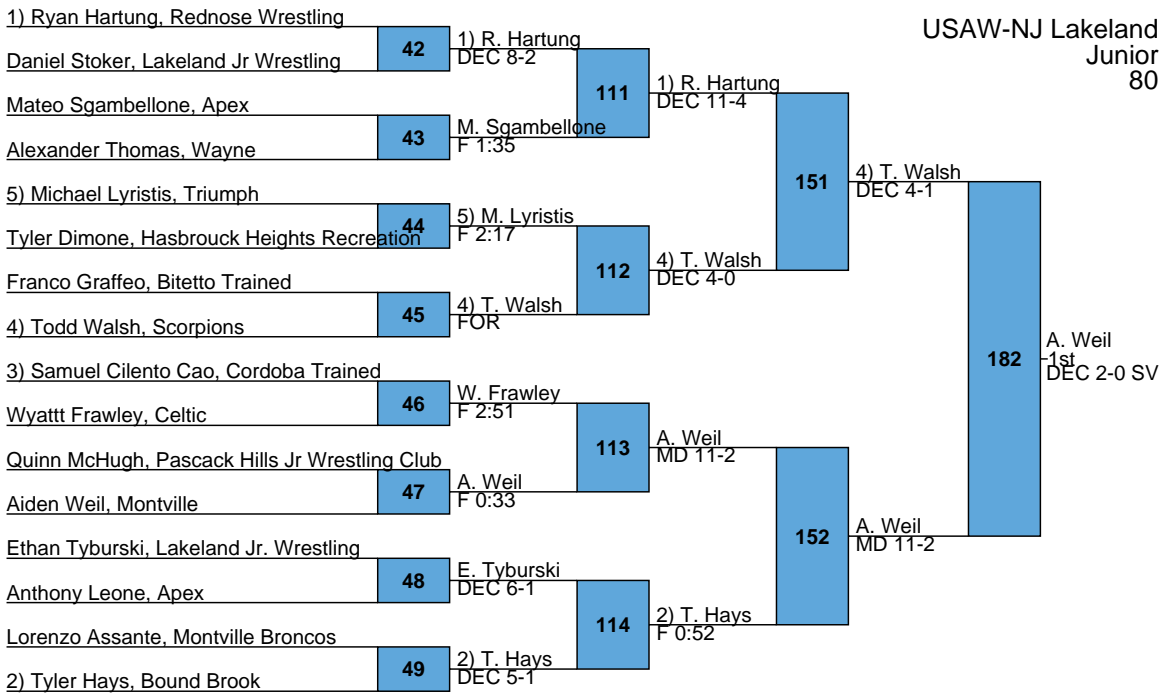 1) Ryan Hartung, Rednose Wrestling
Daniel Stoker, Lakeland Jr Wrestling
Mateo Sgambellone, Apex
Alexander Thomas, Wayne
5) Michael Lyristis, Triumph
Tyler Dimone, Hasbrouck Heights Recreation
Franco Graffeo, Bitetto Trained
4) Todd Walsh, Scorpions
3) Samuel Cilento Cao, Cordoba Trained
Wyattt Frawley, Celtic
Quinn McHugh, Pascack Hills Jr Wrestling Club
Aiden Weil, Montville
Ethan Tyburski, Lakeland Jr. Wrestling
Anthony Leone, Apex
Lorenzo Assante, Montville Broncos
2) Tyler Hays, Bound Brook
42
43
44
45
46
47
48
49
1) R. Hartung
DEC 8-2
M. Sgambellone
F 1:35
5) M. Lyristis
F 2:17
4) T. Walsh
FOR
W. Frawley
F 2:51
A. Weil
F 0:33
E. Tyburski
DEC 6-1
2) T. Hays
DEC 5-1
111
112
113
114
1) R. Hartung
DEC 11-4
4) T. Walsh
DEC 4-0
A. Weil
MD 11-2
2) T. Hays
F 0:52
151
152
4) T. Walsh
DEC 4-1
A. Weil
MD 11-2
182
A. Weil
1st
DEC 2-0 SV
USAW-NJ Lakeland
Junior
80